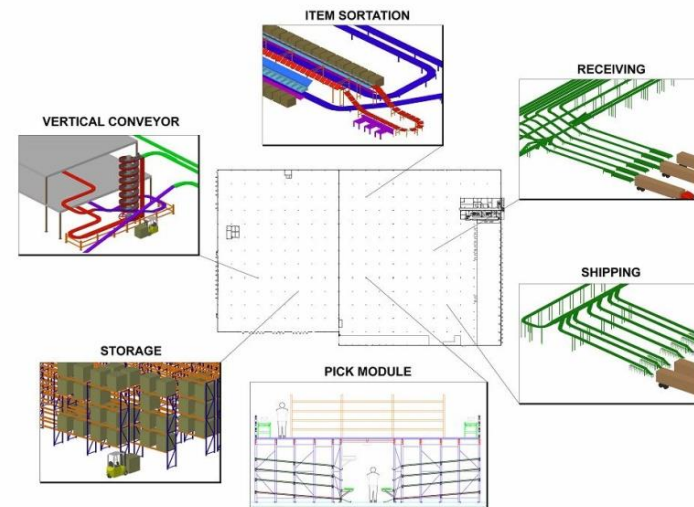 ITEM SORTATION
RECEIVING
VERTICAL CONVEYOR
SHIPPING
STORAGE
PICK MODULE